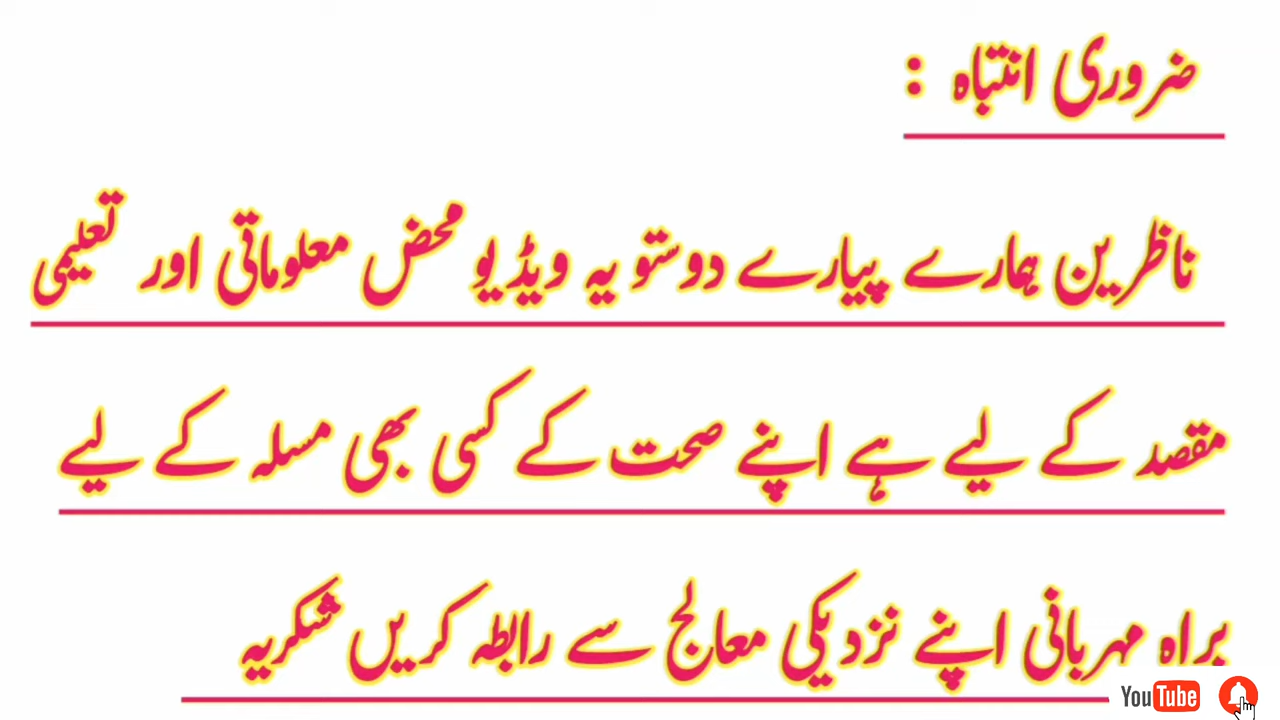 ضروری انتباہ :
ناظرین ہمارے پیارے دوستو یہ ویڈیو محض معلوماتی اور تعلیمی
مقصد کے لیے ہے اپنے صحت کے کسی بھی مسلہ کے لیے
براہ مہربانی اپنے نزدیکی معالج سے رابطہ کریں شکریہ
YouTube